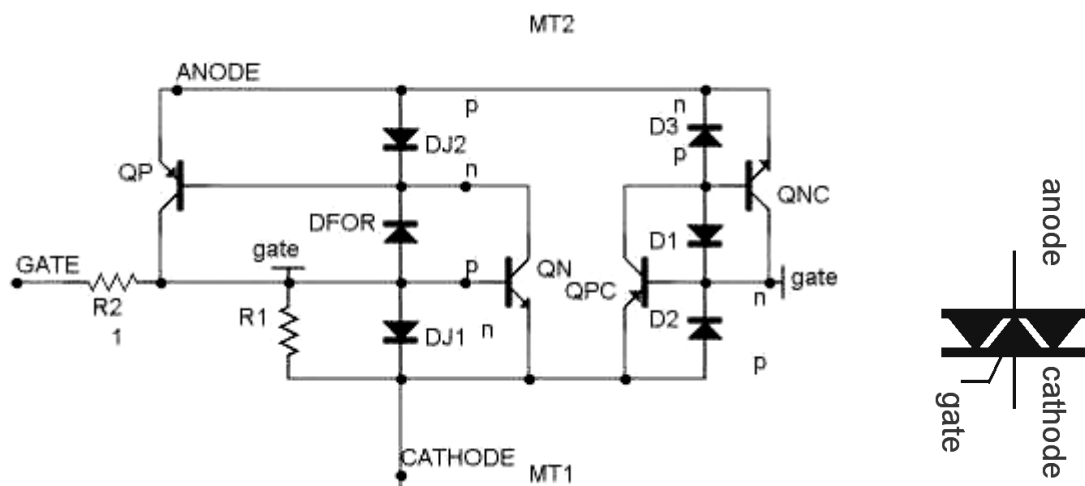 MT2
ANODE
p
n
D3
DJ2
p
QP
n
QNC
DFOR
D1
gate
p
GATE
QN
gate
R2
QPC
n
1
R1
D2
DJ1
n
p
CATHODE
MT1
anode
gate
cathode